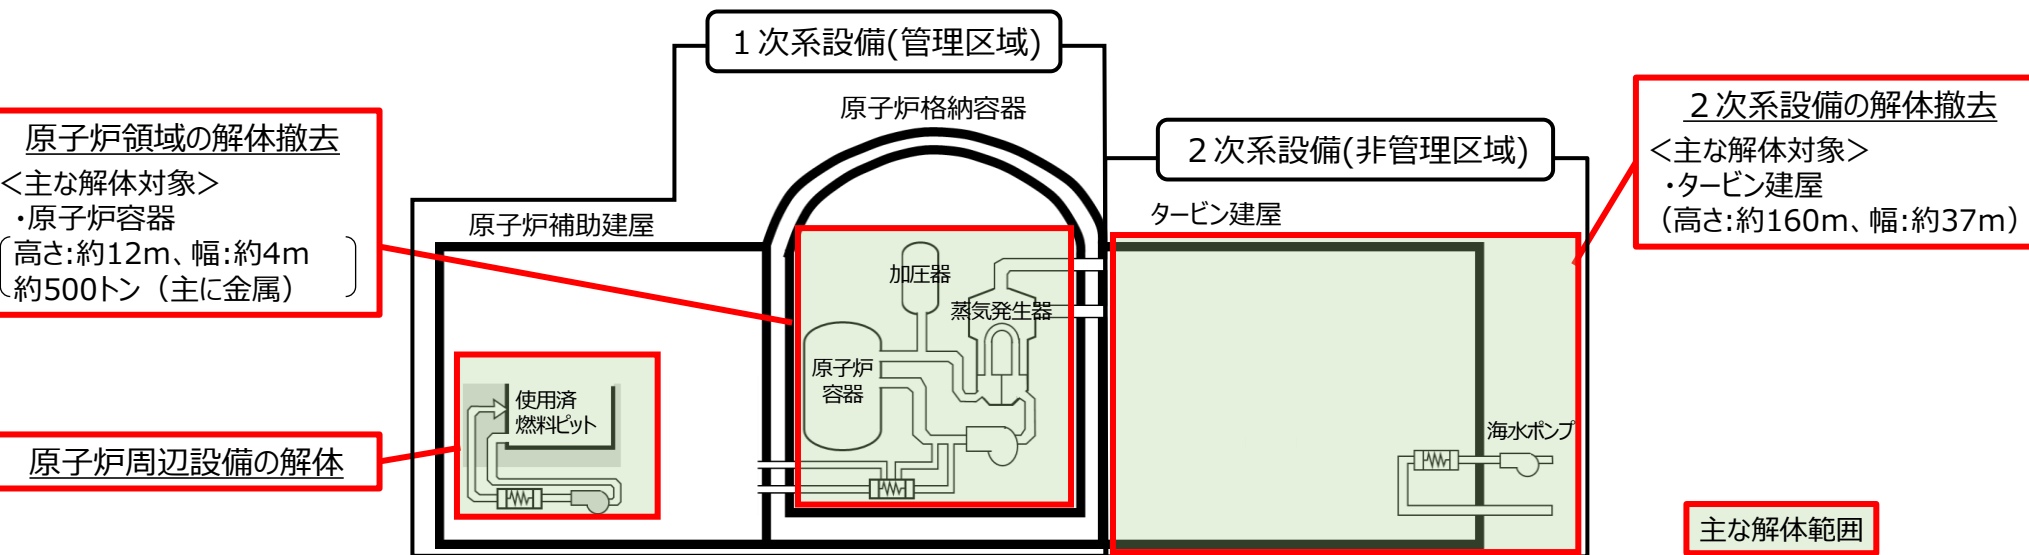 1次系設備(管理区域)
原子炉格納容器
2次系設備(非管理区域)
原子炉領域の解体撤去
＜主な解体対象＞
・原子炉容器
高さ:約12m、幅:約4m
約500トン（主に金属）
2次系設備の解体撤去
＜主な解体対象＞
・タービン建屋
（高さ:約160m、幅:約37m）
原子炉補助建屋
タービン建屋
加圧器
蒸気発生器
原子炉
容器
使用済
燃料ピット
海水ポンプ
原子炉周辺設備の解体
主な解体範囲